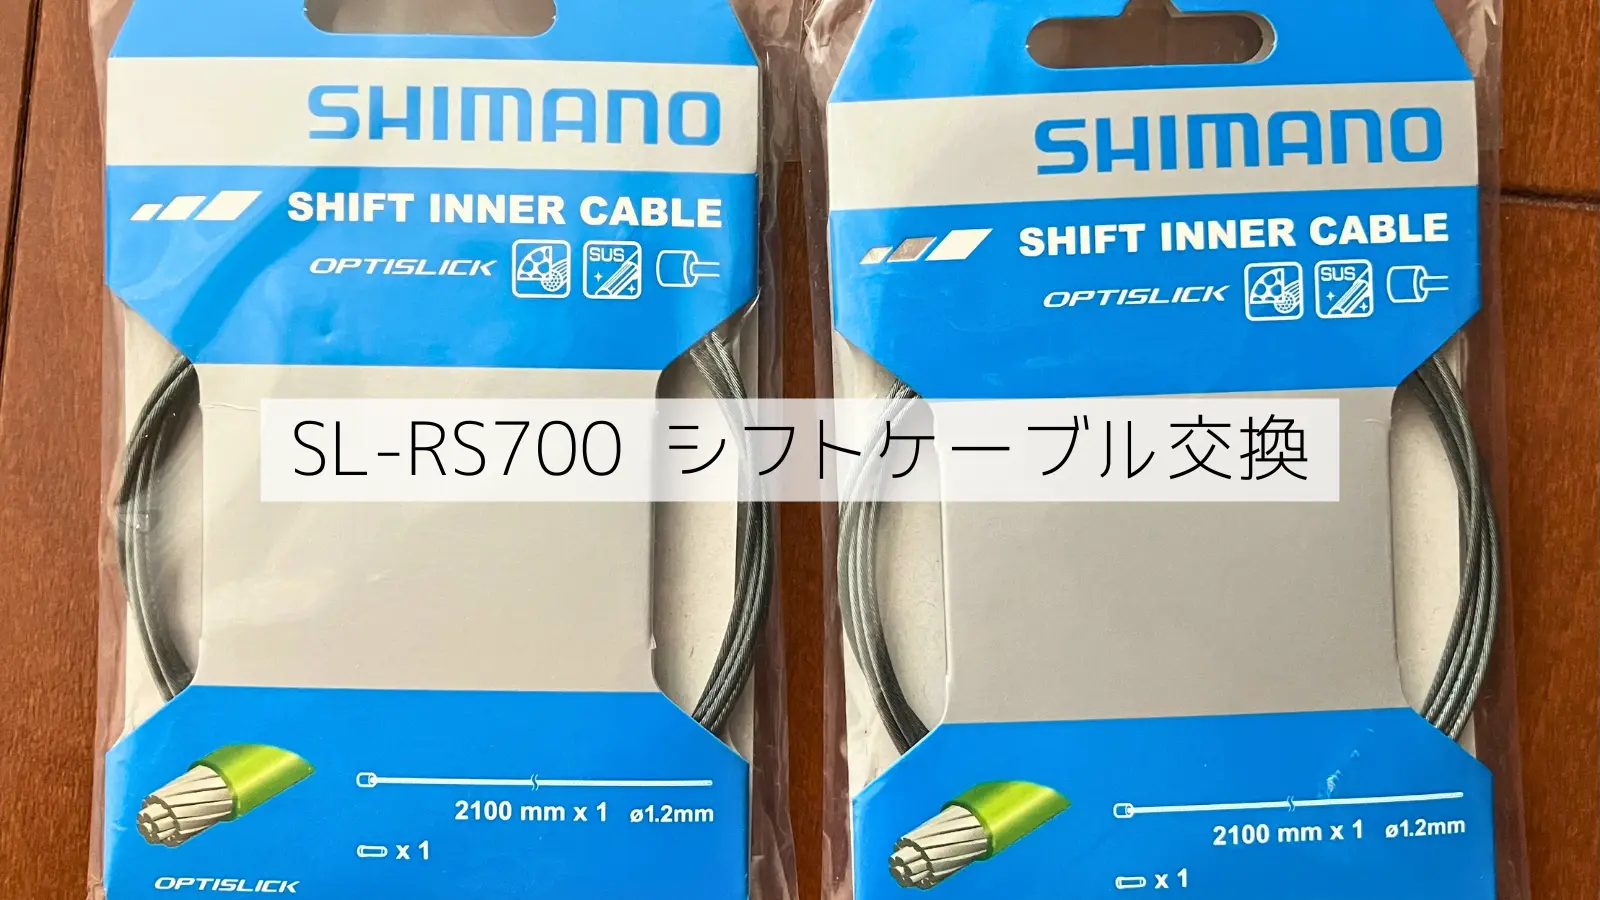 SHIMANO
SHIFT INNER CABLE
OPTISLICK
SUS
2100 mm x 1 ø1.2mm
x 1
OPTISLICK
SHIMANO
SHIFT INNER CABLE
OPTISLICK
SUS
2100 mm x 1 ø1.2mm
x 1
SL-RS700 シフトケーブル交換